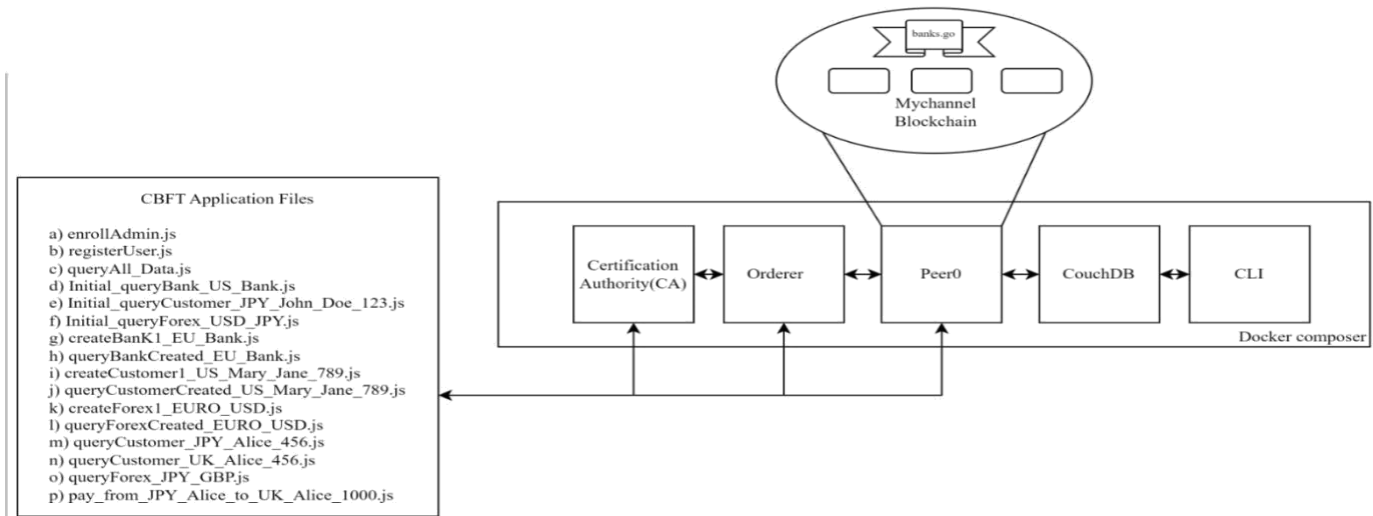 banks.go
Mychannel
Blockchain
CBFT Application Files
a) enrollAdmin.js
b) registerUser.js
c) queryAll_Data.js
d) Initial_queryBank_US_Bank.js
e) Initial_queryCustomer_JPY_John_Doe_123.js
f) Initial_queryForex_USD_JPY.js
g) createBanK1_EU_Bank.js
h) queryBankCreated_EU_Bank.js
i) createCustomer1_US_Mary_Jane_789.js
j) queryCustomerCreated_US_Mary_Jane_789.js
k) createForex1_EURO_USD.js
l) queryForexCreated_EURO_USD.js
m) queryCustomer_JPY_Alice_456.js
n) queryCustomer_UK_Alice_456.js
o) queryForex_JPY_GBP.js
p) pay_from_JPY_Alice_to_UK_Alice_1000.js
Certification
Authority(CA)
Orderer
Peer0
CouchDB
CLI
Docker composer